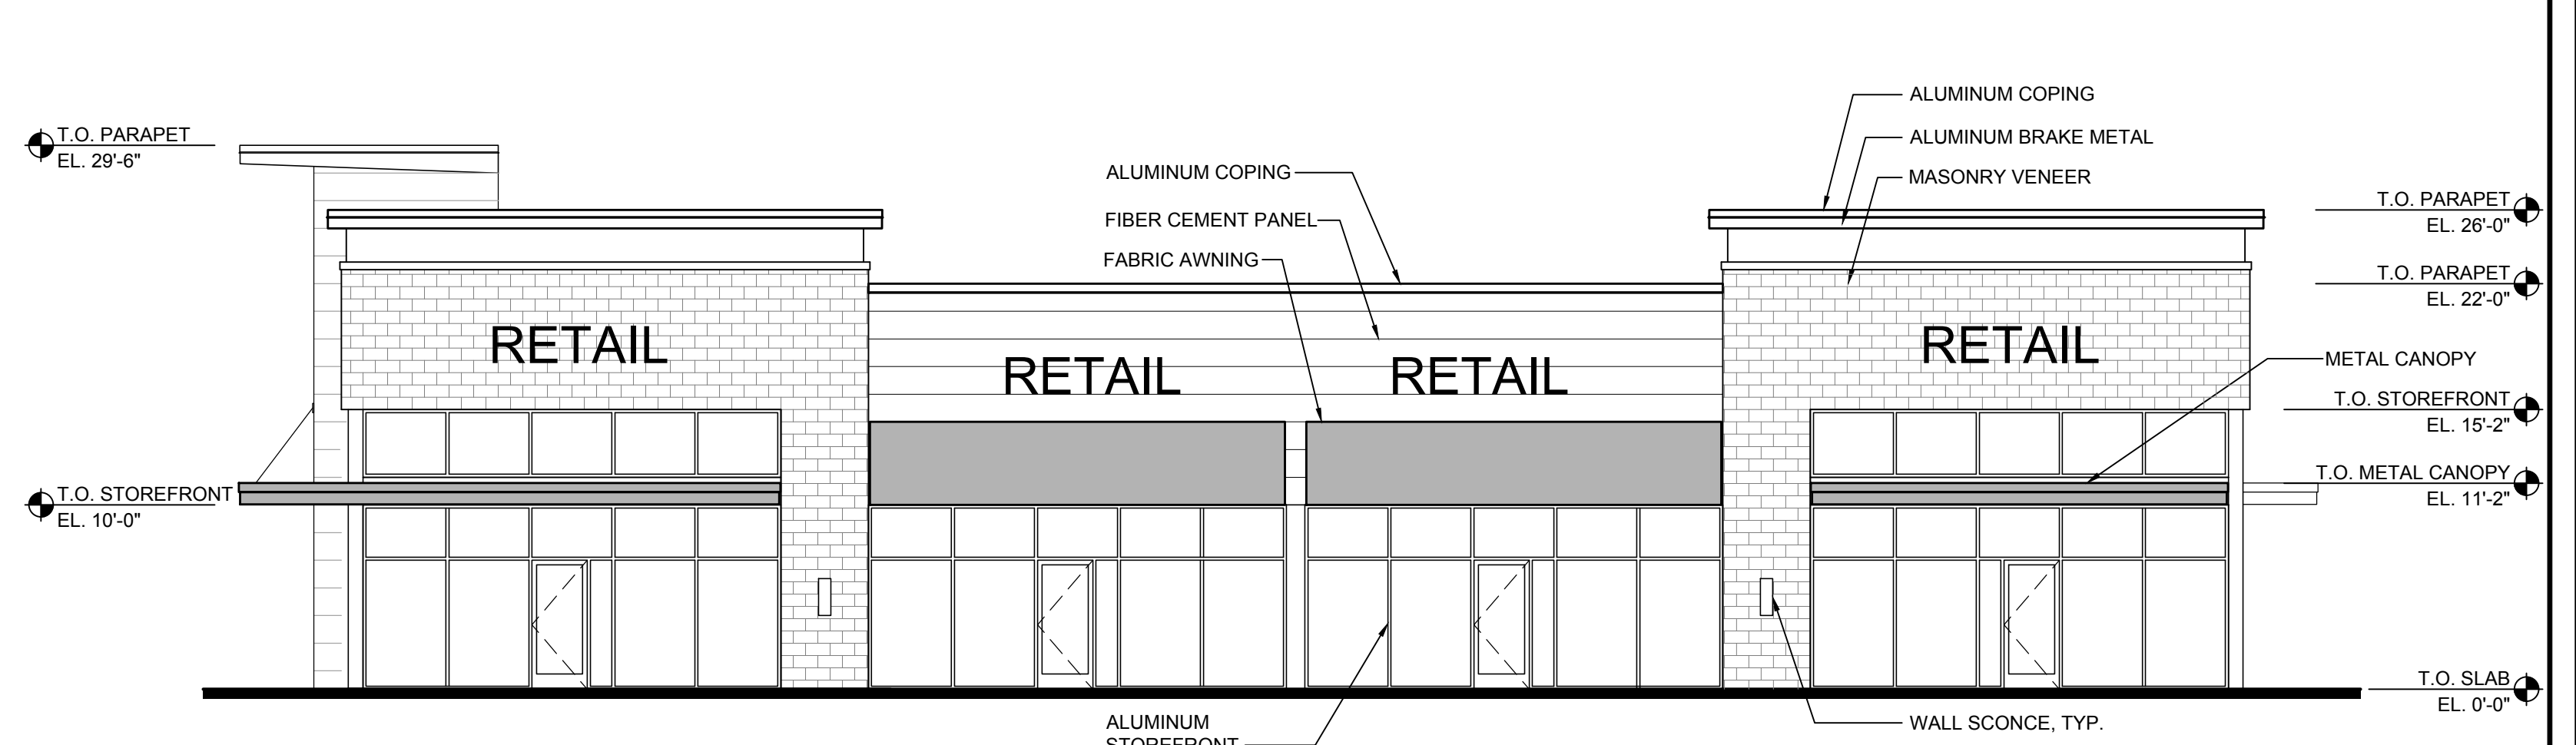 ALUMINUM COPING
T.O. PARAPET
EL. 29'-6"
ALUMINUM BRAKE METAL
ALUMINUM COPING
MASONRY VENEER
T.O. PARAPET
EL. 26'-0"
FIBER CEMENT PANEL
FABRIC AWNING
T.O. PARAPET
EL. 22'-0"
RETAIL
RETAIL
RETAIL
RETAIL
METAL CANOPY
T.O. STOREFRONT
EL. 15'-2"
T.O. METAL CANOPY
EL. 11'-2"
T.O. STOREFRONT
EL. 10'-0"
T.O. SLAB
EL. 0'-0"
ALUMINUM
STOREFRONT
WALL SCONCE, TYP.